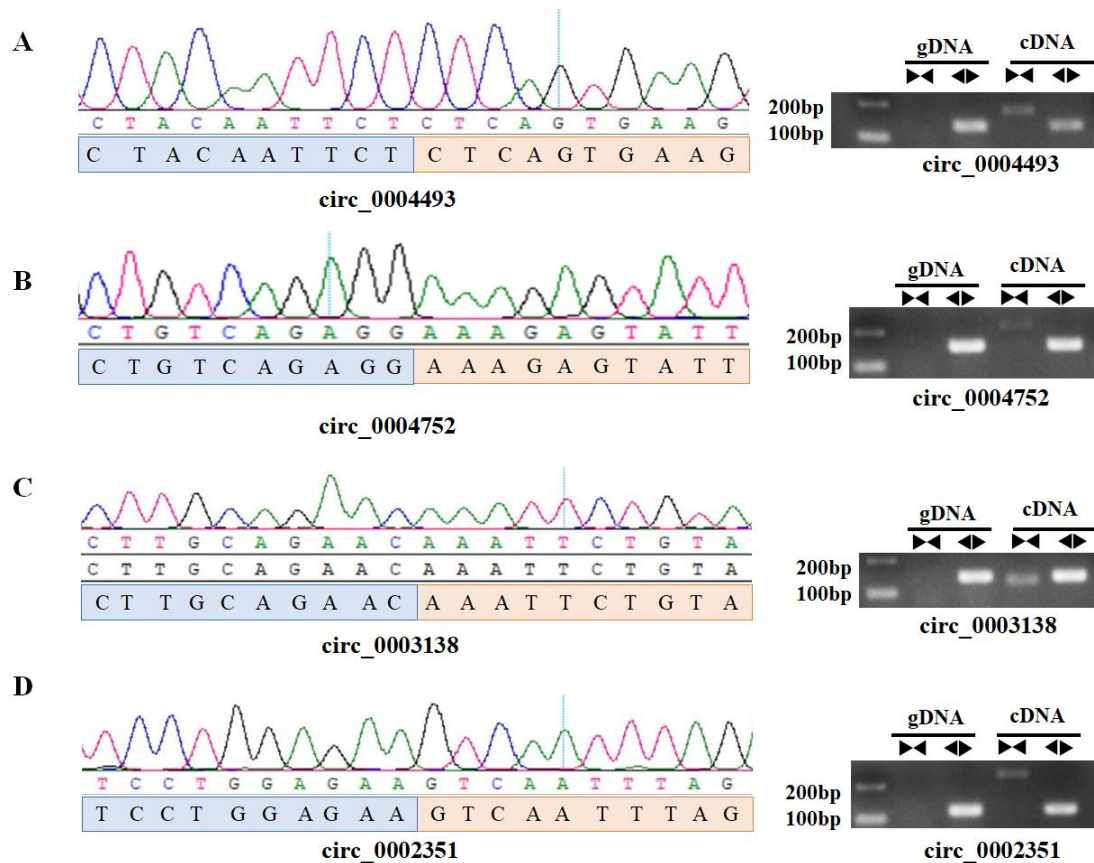 A
C T A C A A T T C T C T C A G T G A A G
C T A C A A T T C T C T C A G T G A A G
circ_0004493
gDNA cDNA
200bp
100bp
circ_0004493
B
C T G T C A G A G G A A A G A G T A T T
C T G T C A G A G G A A A G A G T A T T
circ_0004752
gDNA cDNA
200bp
100bp
circ_0004752
C
C T T G C A G A A C A A A T T C T G T A
C T T G C A G A A C A A A T T C T G T A
C T T G C A G A A C A A A T T C T G T A
circ_0003138
gDNA cDNA
200bp
100bp
circ_0003138
D
T C C T G G A G A A G T C A A T T T A G
T C C T G G A G A A G T C A A T T T A G
circ_0002351
gDNA cDNA
200bp
100bp
circ_0002351